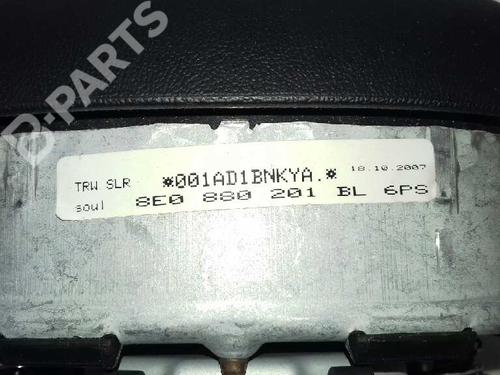 B-PARTS
TRW SLR *001AD1BNKYA.* 18.10.2007
soul 8E0 880 201 BL 6PS